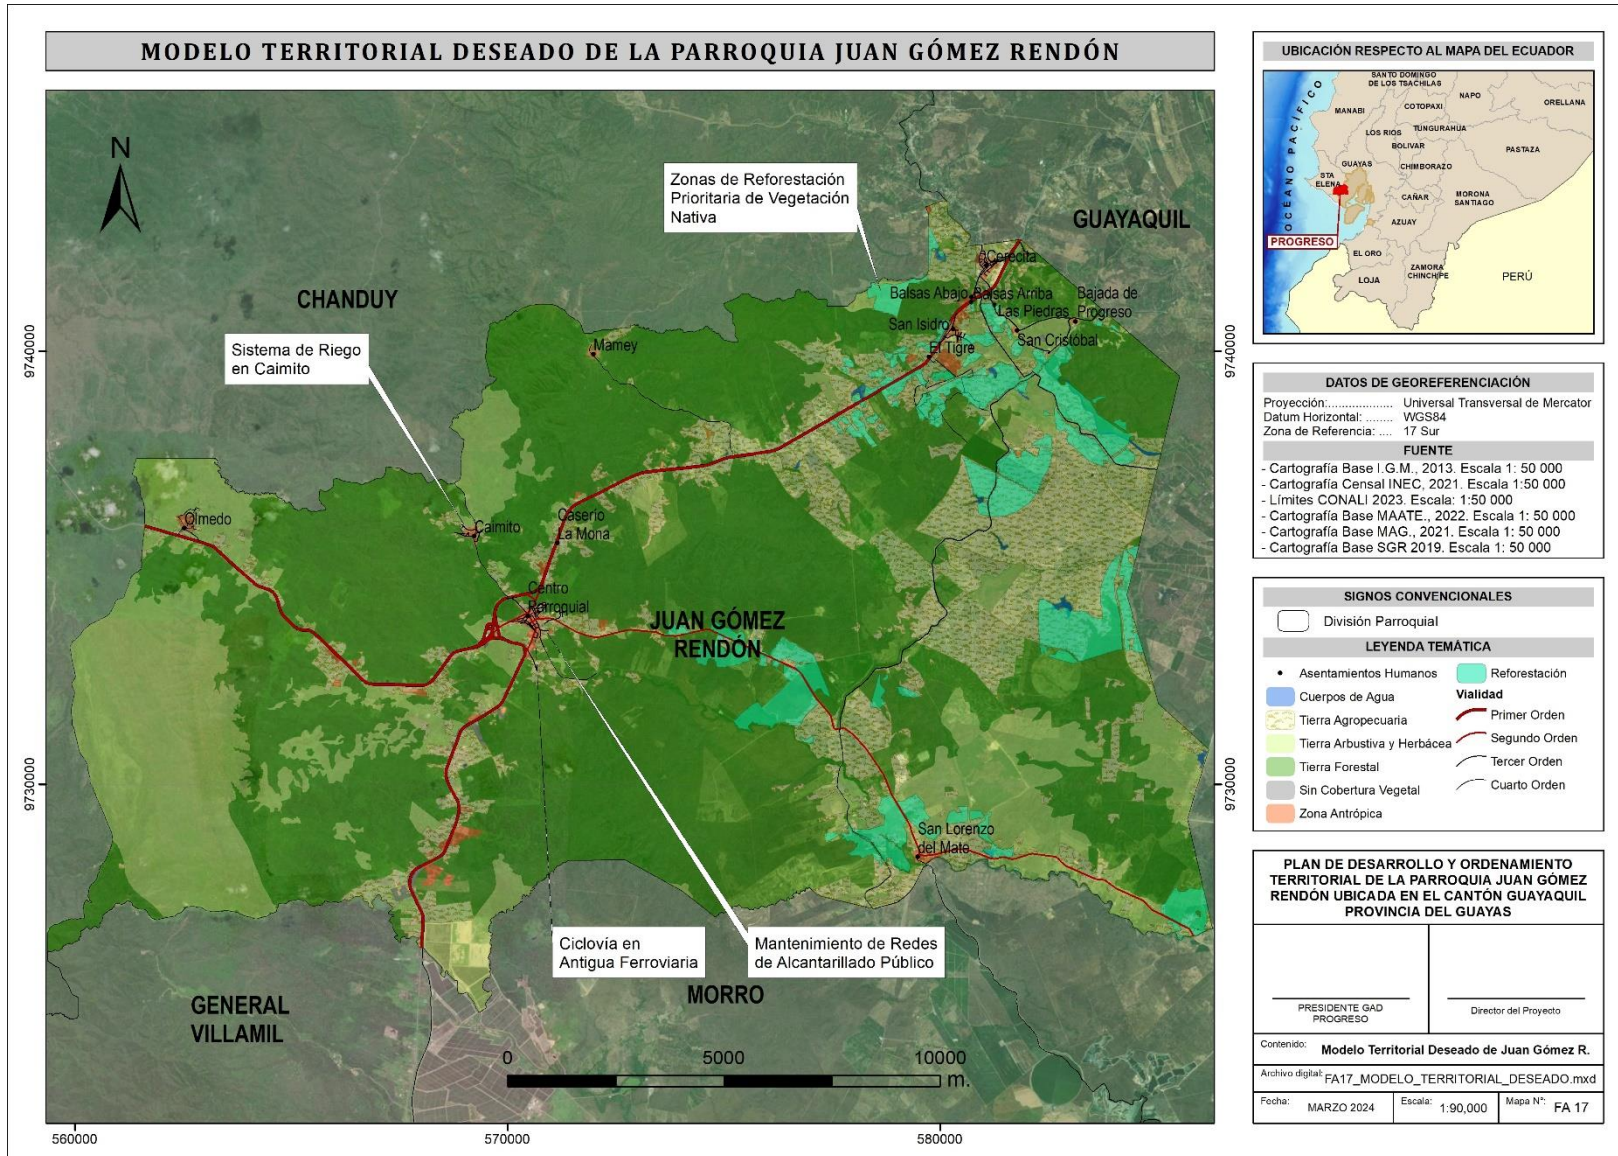 MODELO TERRITORIAL DESEADO DE LA PARROQUIA JUAN GÓMEZ RENDÓN
N
Zonas de Reforestación
Prioritaria de Vegetación
Nativa
GUAYAQUIL
CHANDUY
Sistema de Riego
en Caimito
Cerecita
Balsas Abajo
Balsas Arriba
Las Piedras
Bajada de
Progreso
San Isidro
San Cristóbal
El Tigre
Mamey
Olmedo
Caimito
Caserio
La Mona
Centro
Parroquial
JUAN GÓMEZ
RENDÓN
San Lorenzo
del Mate
Ciclovía en
Antigua Ferroviaria
Mantenimiento de Redes
de Alcantarillado Público
MORRO
GENERAL
VILLAMIL
0 5000 10000
m.
9740000
9730000
9740000
9730000
560000 570000 580000
UBICACIÓN RESPECTO AL MAPA DEL ECUADOR
OCÉANO PACÍFICO
SANTO DOMINGO
DE LOS TSACHILAS
MANABI
COTOPAXI
NAPO
ORELLANA
LOS RIOS
TUNGURAHUA
BOLIVAR
PASTAZA
GUAYAS
CHIMBORAZO
STA
ELENA
CAÑAR
MORONA
SANTIAGO
AZUAY
PROGRESO
EL ORO
ZAMORA
CHINCHIPE
LOJA
PERÚ
DATOS DE GEOREFERENCIACIÓN
Proyección:................... Universal Transversal de Mercator
Datum Horizontal: ........ WGS84
Zona de Referencia: .... 17 Sur
FUENTE
- Cartografía Base I.G.M., 2013. Escala 1: 50 000
- Cartografía Censal INEC, 2021. Escala 1:50 000
- Límites CONALI 2023. Escala: 1:50 000
- Cartografía Base MAATE., 2022. Escala 1: 50 000
- Cartografía Base MAG., 2021. Escala 1: 50 000
- Cartografía Base SGR 2019. Escala 1: 50 000
SIGNOS CONVENCIONALES
División Parroquial
LEYENDA TEMÁTICA
Asentamientos Humanos
Cuerpos de Agua
Tierra Agropecuaria
Tierra Arbustiva y Herbácea
Tierra Forestal
Sin Cobertura Vegetal
Zona Antrópica
Reforestación
Vialidad
Primer Orden
Segundo Orden
Tercer Orden
Cuarto Orden
PLAN DE DESARROLLO Y ORDENAMIENTO
TERRITORIAL DE LA PARROQUIA JUAN GÓMEZ
RENDÓN UBICADA EN EL CANTÓN GUAYAQUIL
PROVINCIA DEL GUAYAS
PRESIDENTE GAD
PROGRESO
Director del Proyecto
Contenido: Modelo Territorial Deseado de Juan Gómez R.
Archivo digital: FA17_MODELO_TERRITORIAL_DESEADO.mxd
Fecha: MARZO 2024 Escala: 1:90,000 Mapa N°: FA 17